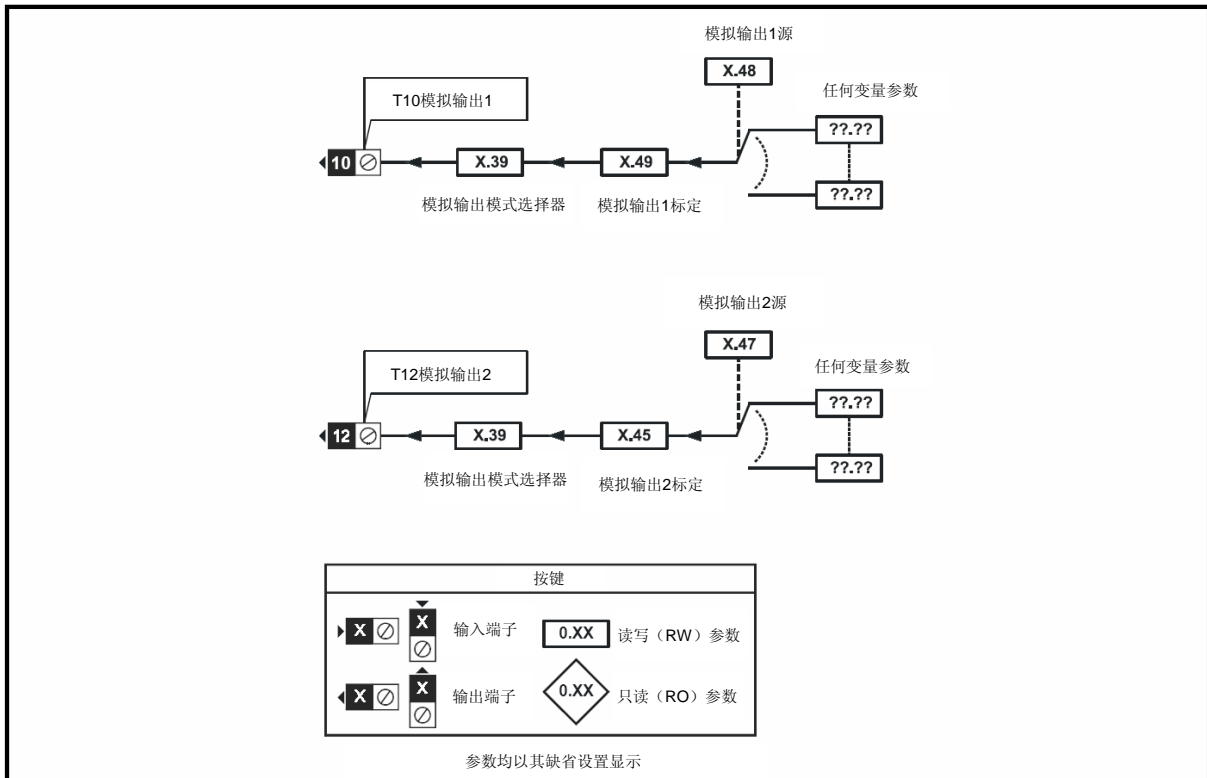 模拟输出1源
X.48
任何变量参数
T10模拟输出1
??.??
10
X.39
X.49
??.??
模拟输出模式选择器
模拟输出1标定
模拟输出2源
X.47
任何变量参数
T12模拟输出2
??.??
12
X.39
X.45
??.??
模拟输出模式选择器
模拟输出2标定
按键
X X 输入端子 0.XX 读写（RW）参数
X X 输出端子 0.XX 只读（RO）参数
参数均以其缺省设置显示